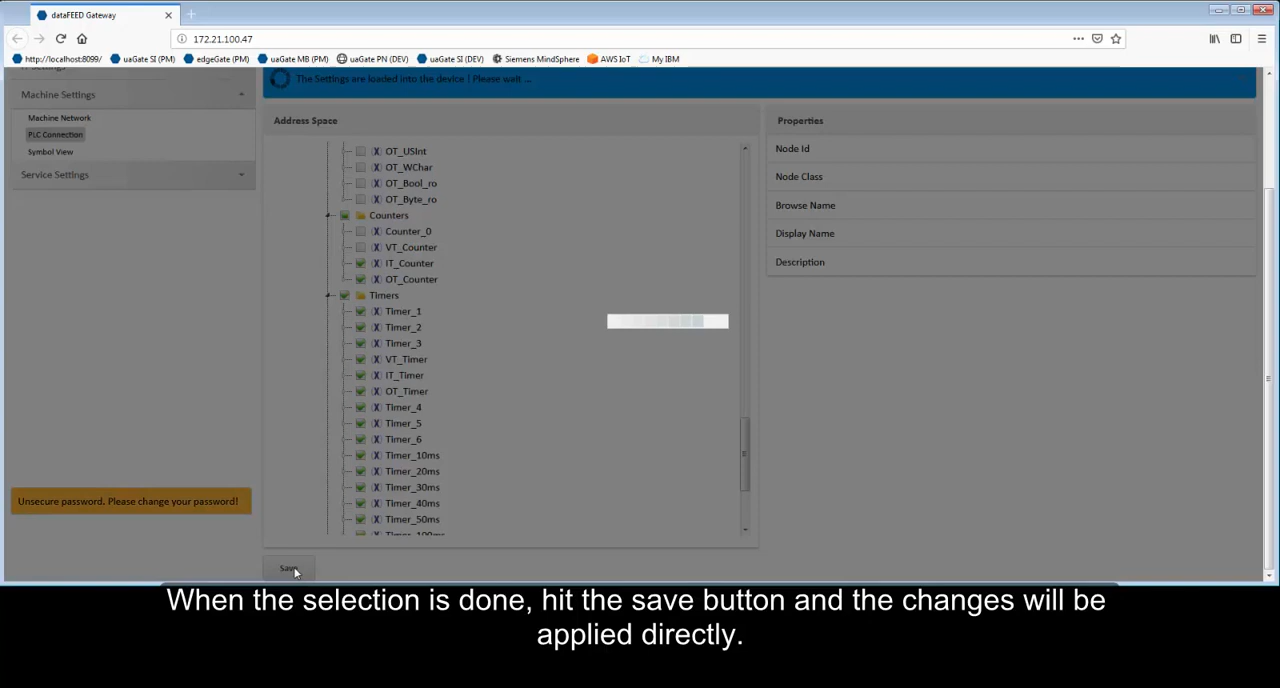 dataFEED Gateway
172.21.100.47
http://localhost:8099/ uaGate SI (PM) edgeGate (PM) uaGate MB (PM) uaGate PN (DEV) uaGate SI (DEV) Siemens MindSphere AWS IoT My IBM
The Settings are loaded into the device ! Please wait ...
Machine Settings
Machine Network
PLC Connection
Symbol View
Service Settings
Unsecure password. Please change your password!
Address Space
OT_USInt
OT_WChar
OT_Bool_ro
OT_Byte_ro
Counters
Counter_0
VT_Counter
IT_Counter
OT_Counter
Timers
Timer_1
Timer_2
Timer_3
VT_Timer
IT_Timer
OT_Timer
Timer_4
Timer_5
Timer_6
Timer_10ms
Timer_20ms
Timer_30ms
Timer_40ms
Timer_50ms
Timer_100ms
Save
Properties
Node Id
Node Class
Browse Name
Display Name
Description
When the selection is done, hit the save button and the changes will be
applied directly.